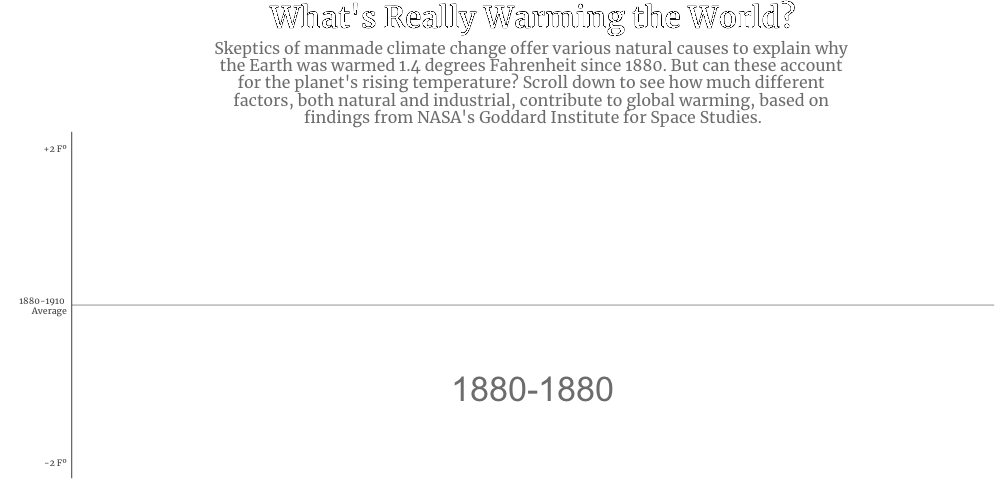 What's Really Warming the World?
Skeptics of manmade climate change offer various natural causes to explain why
the Earth was warmed 1.4 degrees Fahrenheit since 1880. But can these account
for the planet's rising temperature? Scroll down to see how much different
factors, both natural and industrial, contribute to global warming, based on
findings from NASA's Goddard Institute for Space Studies.
+2 Fº
1880-1910
Average
1880-1880
-2 Fº